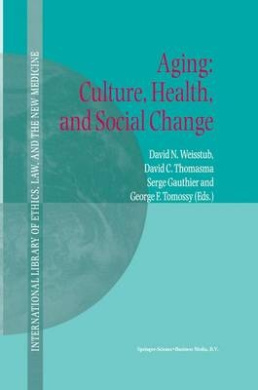 INTERNATIONAL LIBRARY OF ETHICS, LAW, AND THE NEW MEDICINE
Aging:
Culture, Health,
and Social Change
David N. Weisstub,
David C. Thomasma
Serge Gauthier and
George F. Tomossy (Eds.)
Springer-Science+Business Media, B.V.